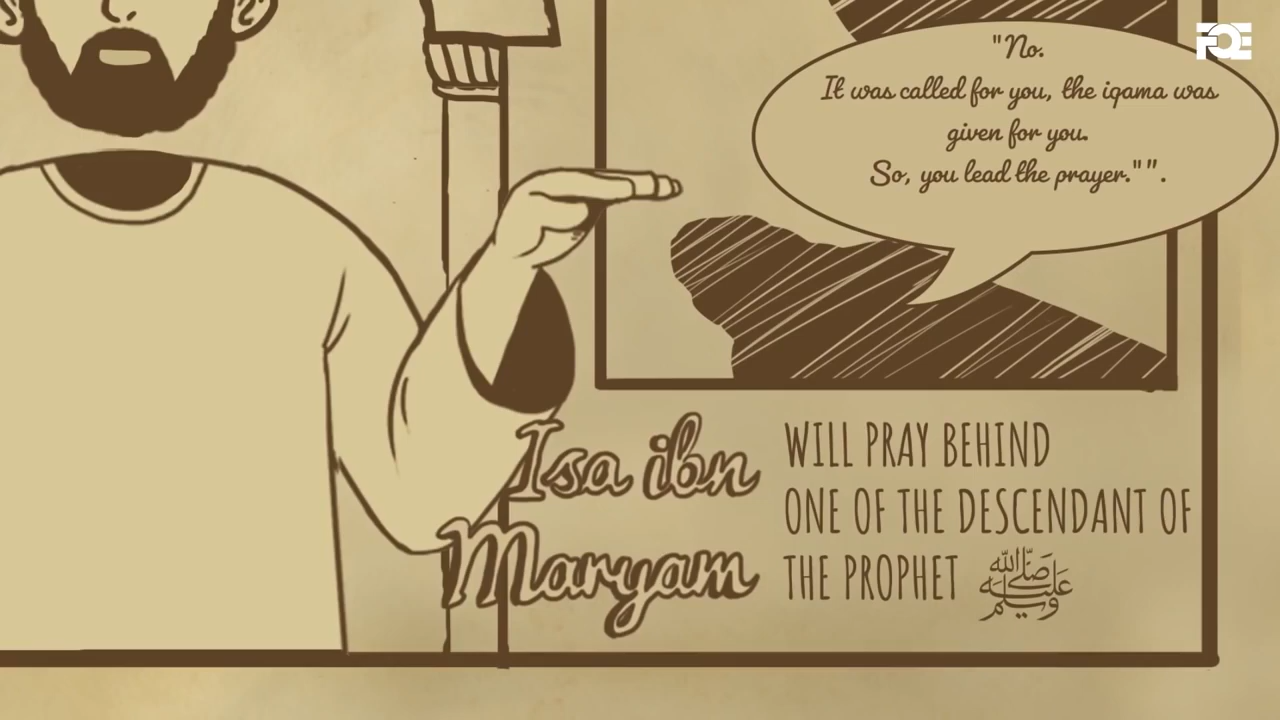 FQE
"No.
It was called for you, the iqama was
given for you.
So, you lead the prayer."".
Isa ibn
Maryam
WILL PRAY BEHIND
ONE OF THE DESCENDANT OF
THE PROPHET صلى الله عليه وسلم